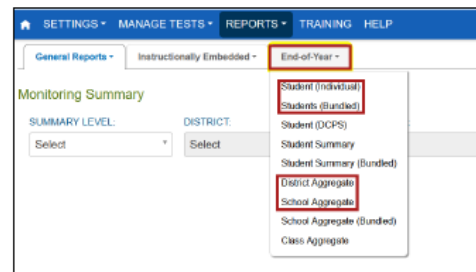 SETTINGS MANAGE TESTS REPORTS TRAINING HELP
General Reports Instructionally Embedded End-of-Year
Monitoring Summary
SUMMARY LEVEL: DISTRICT:
Select Select
Student (Individual)
Students (Bundled)
Student (DCPS)
Student Summary
Student Summary (Bundled)
District Aggregate
School Aggregate
School Aggregate (Bundled)
Class Aggregate